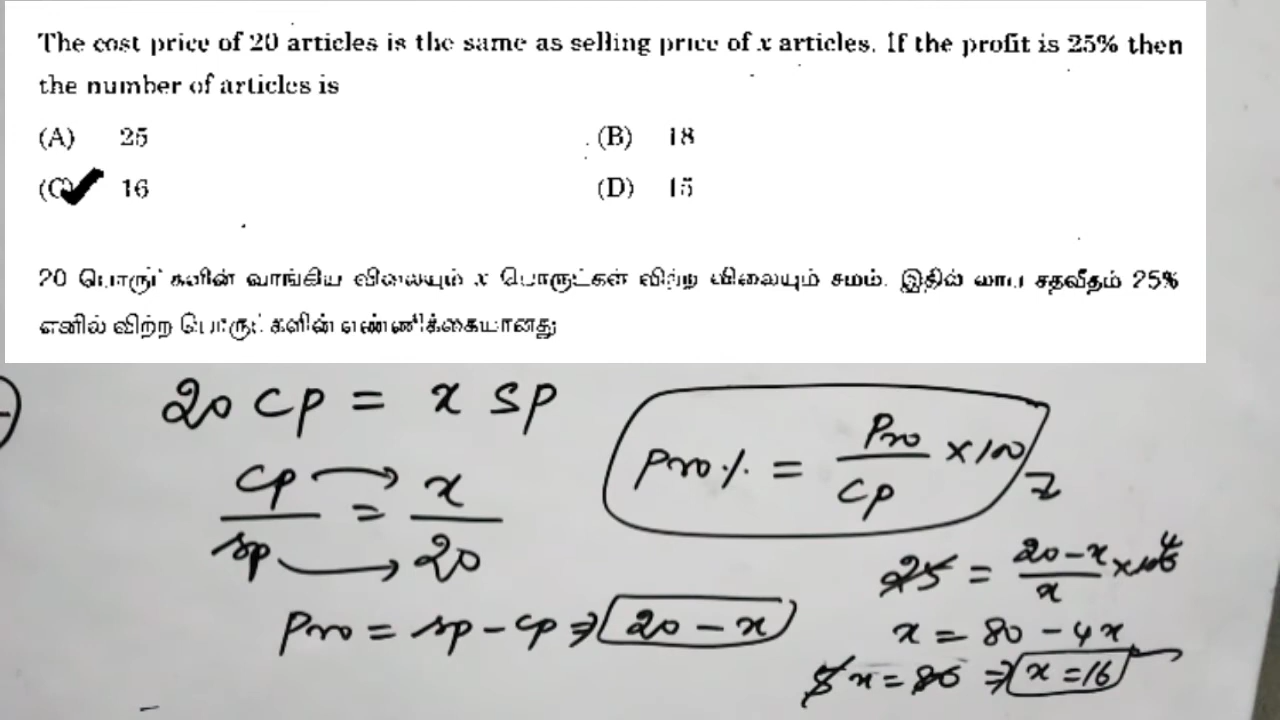 The cost price of 20 articles is the same as selling price of x articles. If the profit is 25% then
the number of articles is
(A) 25
(B) 18
(C) 16
(D) 15
20 பொருட்களின் வாங்கிய விலையும் x பொருட்கள் விற்ற விலையும் சமம். இதில் லாப சதவீதம் 25%
எனில் விற்ற பொருட்களின் எண்ணிக்கையானது
20 CP = x SP
CP / SP = x / 20
Pro% = Pro / CP × 100
Pro = SP - CP ⇒ 20 - x
25 = 20-x / x × 100 4
x = 80 - 4x
5x = 80 ⇒ x = 16